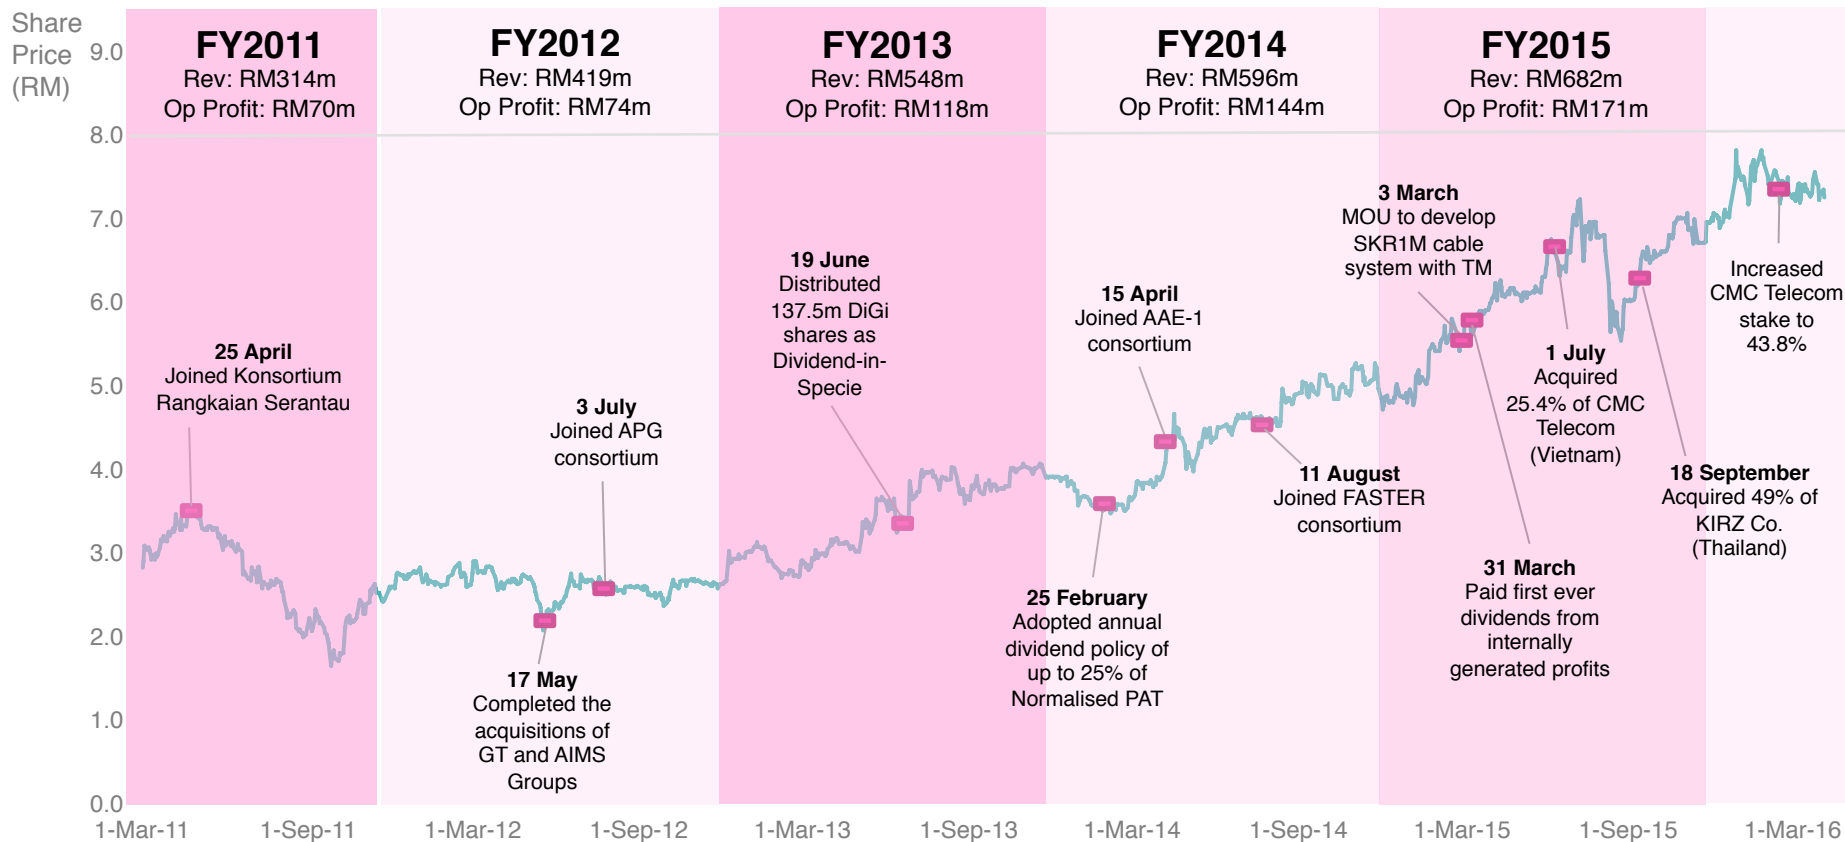 Share
Price
(RM)
9.0
8.0
7.0
6.0
5.0
4.0
3.0
2.0
1.0
0.0
FY2011
Rev: RM314m
Op Profit: RM70m
FY2012
Rev: RM419m
Op Profit: RM74m
FY2013
Rev: RM548m
Op Profit: RM118m
FY2014
Rev: RM596m
Op Profit: RM144m
FY2015
Rev: RM682m
Op Profit: RM171m
25 April
Joined Konsortium
Rangkaian Serantau
17 May
Completed the
acquisitions of
GT and AIMS
Groups
3 July
Joined APG
consortium
19 June
Distributed
137.5m DiGi
shares as
Dividend-in-
Specie
25 February
Adopted annual
dividend policy of
up to 25% of
Normalised PAT
15 April
Joined AAE-1
consortium
11 August
Joined FASTER
consortium
3 March
MOU to develop
SKR1M cable
system with TM
31 March
Paid first ever
dividends from
internally
generated profits
1 July
Acquired
25.4% of CMC
Telecom
(Vietnam)
18 September
Acquired 49% of
KIRZ Co.
(Thailand)
Increased
CMC Telecom
stake to
43.8%
1-Mar-11
1-Sep-11
1-Mar-12
1-Sep-12
1-Mar-13
1-Sep-13
1-Mar-14
1-Sep-14
1-Mar-15
1-Sep-15
1-Mar-16